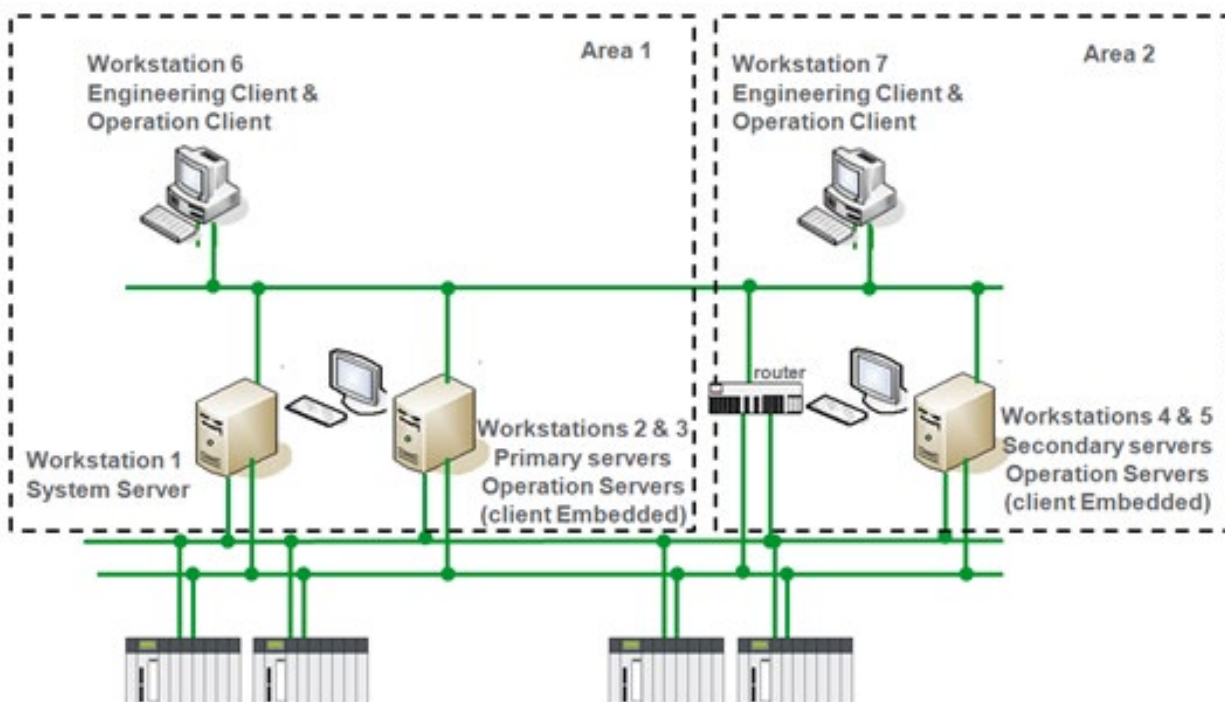 Area 1
Workstation 6
Engineering Client &
Operation Client
Area 2
Workstation 7
Engineering Client &
Operation Client
router
Workstation 1
System Server
Workstations 2 & 3
Primary servers
Operation Servers
(client Embedded)
Workstations 4 & 5
Secondary servers
Operation Servers
(client Embedded)